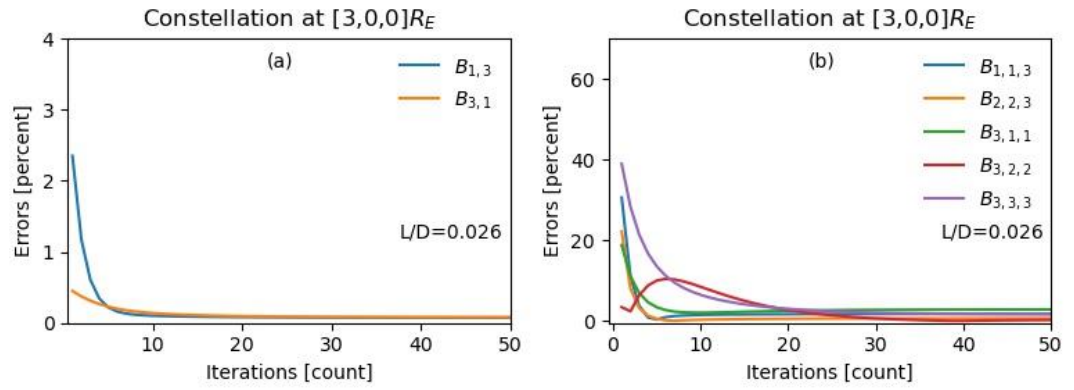 Constellation at [3,0,0]R_E
(a)
B_{1,3}
B_{3,1}
L/D=0.026
Errors [percent]
4
3
2
1
0
10
20
30
40
50
Iterations [count]
Constellation at [3,0,0]R_E
(b)
B_{1,1,3}
B_{2,2,3}
B_{3,1,1}
B_{3,2,2}
B_{3,3,3}
L/D=0.026
Errors [percent]
60
40
20
0
0
10
20
30
40
50
Iterations [count]